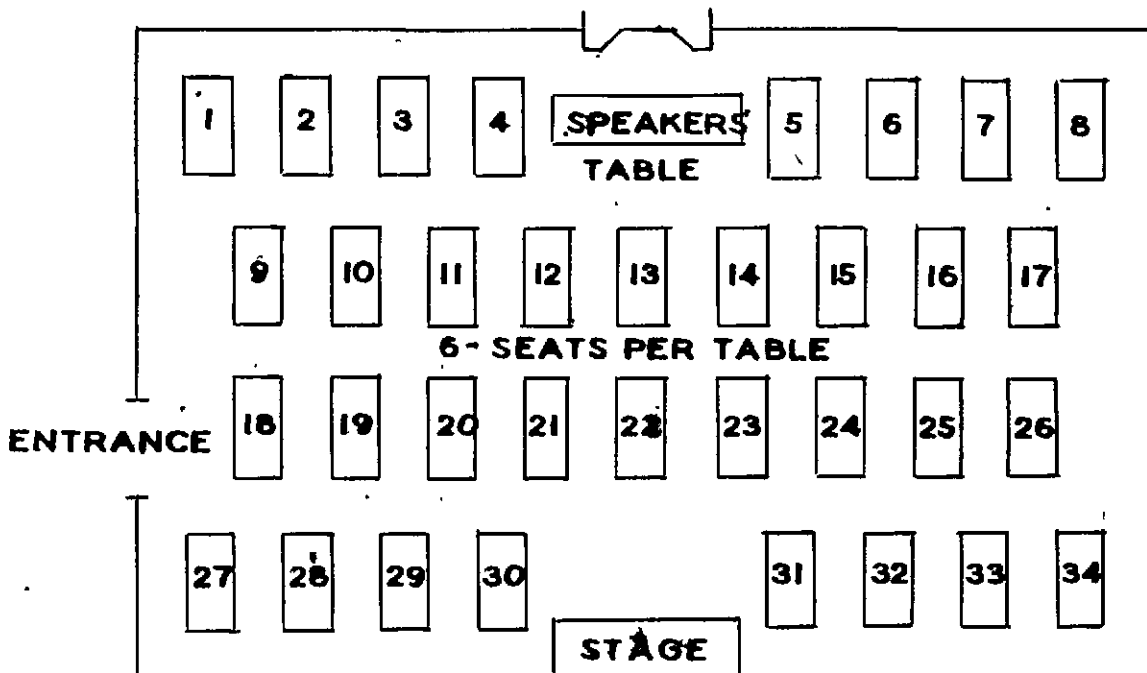 1 2 3 4 SPEAKERS' 5 6 7 8
TABLE
9 10 11 12 13 14 15 16 17
6- SEATS PER TABLE
ENTRANCE 18 19 20 21 22 23 24 25 26
27 28 29 30 31 32 33 34
STAGE